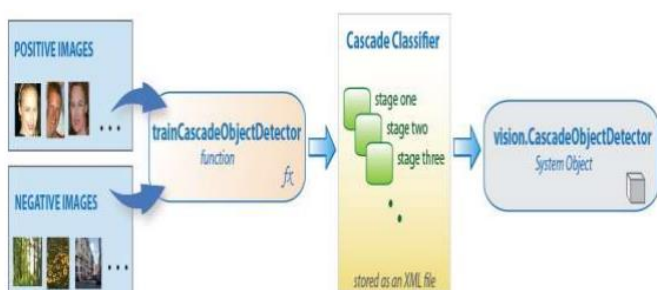 POSITIVE IMAGES
...
NEGATIVE IMAGES
...
trainCascadeObjectDetector
function
fx
Cascade Classifier
stage one
stage two
stage three
stored as an XML file
vision.CascadeObjectDetector
System Object